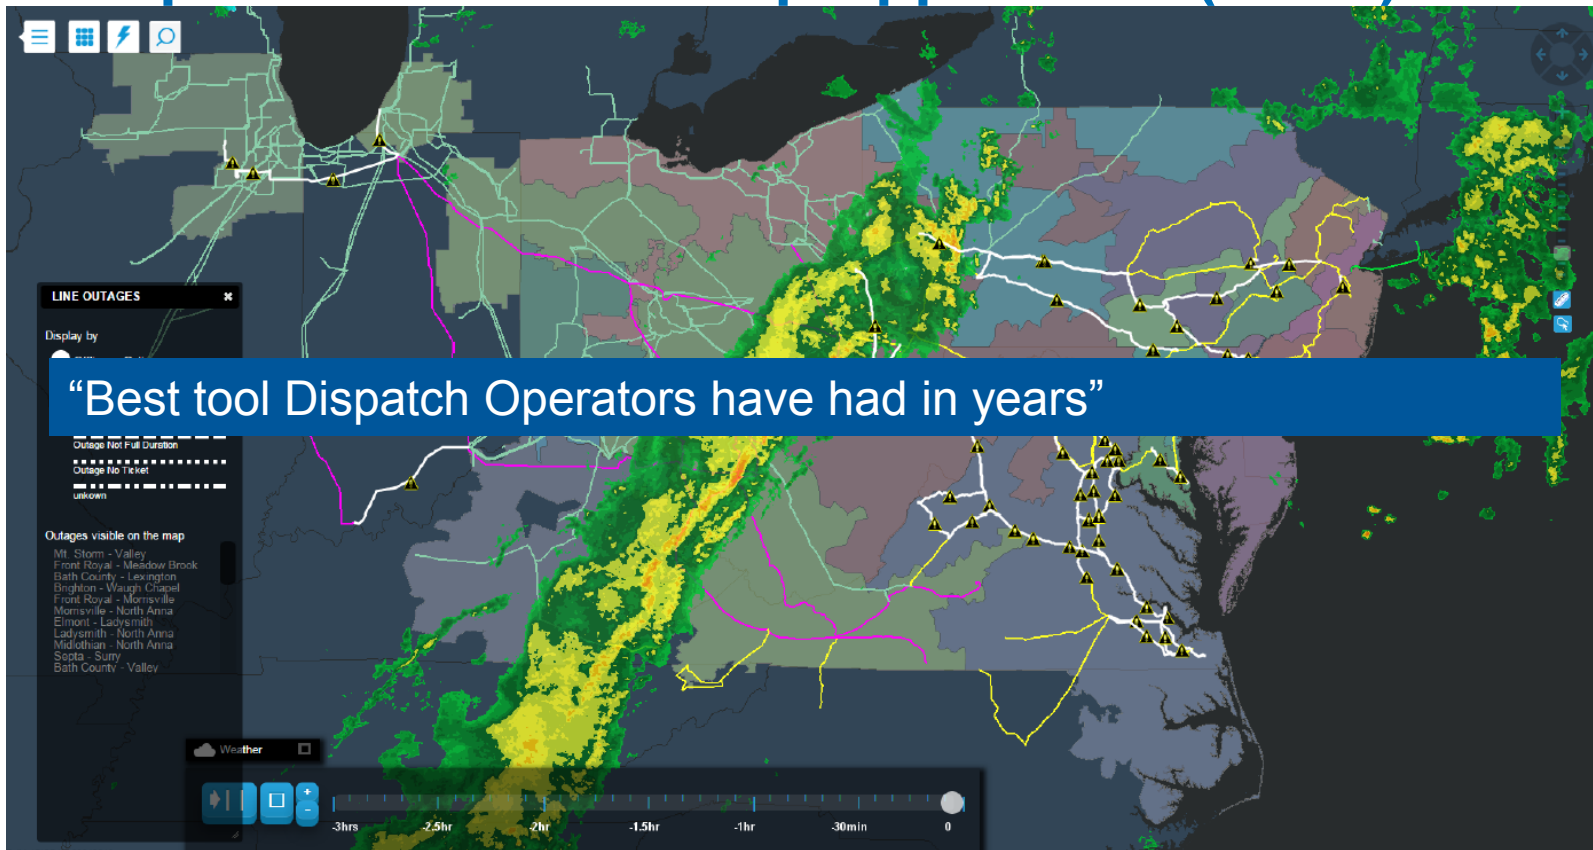 LINE OUTAGES
Display by
“Best tool Dispatch Operators have had in years”
Outage Not Full Duration
Outage No Ticket
unkown
Outages visible on the map
Mt. Storm - Valley
Front Royal - Meadow Brook
Bath County - Lexington
Brighton - Waugh Chapel
Front Royal - Morrisville
Morrisville - North Anna
Elmont - Ladysmith
Ladysmith - North Anna
Midlothian - North Anna
Septa - Surry
Bath County - Valley
Weather
-3hrs -2.5hr -2hr -1.5hr -1hr -30min 0